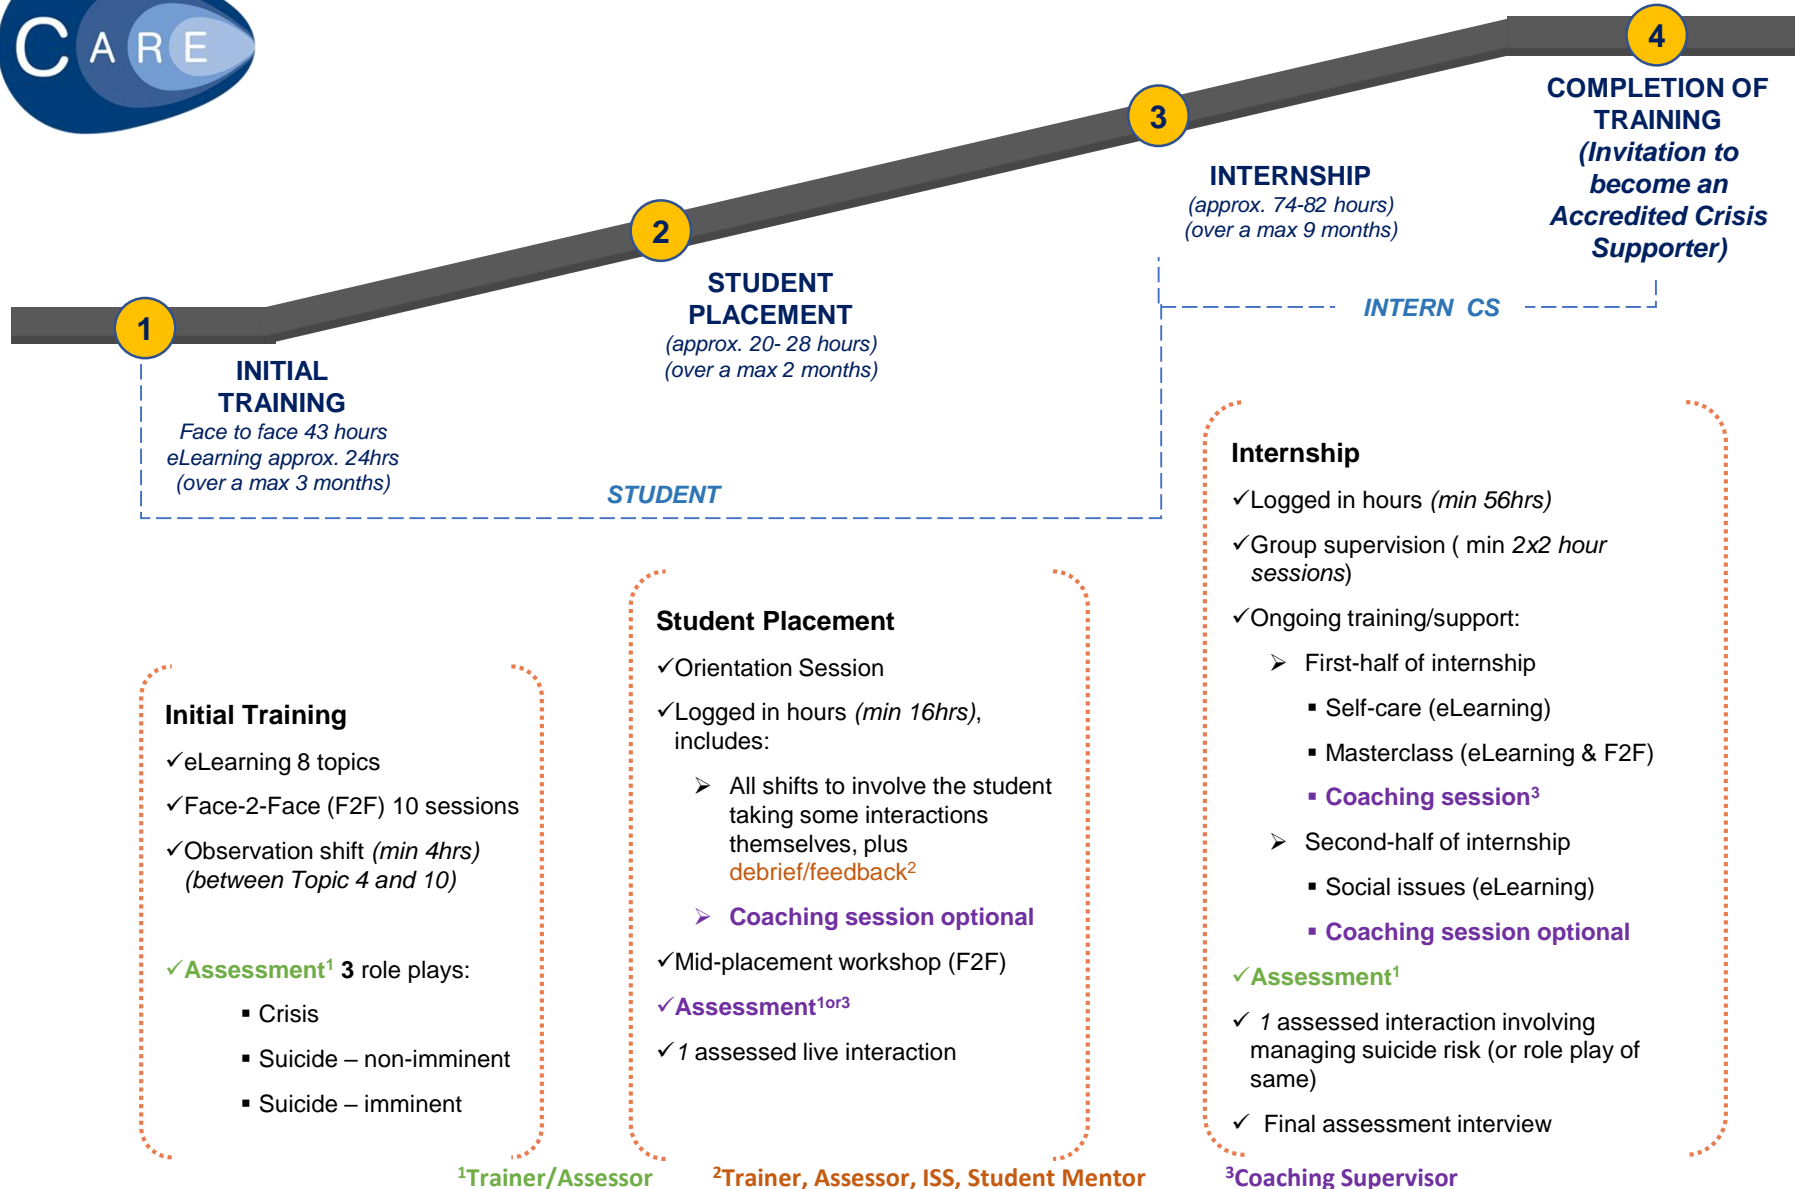 CARE
4
COMPLETION OF
TRAINING
(Invitation to
become an
Accredited Crisis
Supporter)
3
INTERNSHIP
(approx. 74-82 hours)
(over a max 9 months)
INTERN CS
2
STUDENT
PLACEMENT
(approx. 20- 28 hours)
(over a max 2 months)
1
INITIAL
TRAINING
Face to face 43 hours
eLearning approx. 24hrs
(over a max 3 months)
STUDENT
Initial Training
✓eLearning 8 topics
✓Face-2-Face (F2F) 10 sessions
✓Observation shift (min 4hrs)
(between Topic 4 and 10)
✓Assessment¹ 3 role plays:
▪ Crisis
▪ Suicide – non-imminent
▪ Suicide – imminent
Student Placement
✓Orientation Session
✓Logged in hours (min 16hrs),
includes:
➢ All shifts to involve the student
taking some interactions
themselves, plus
debrief/feedback²
➢ Coaching session optional
✓Mid-placement workshop (F2F)
✓Assessment¹ᵒʳ³
✓1 assessed live interaction
Internship
✓Logged in hours (min 56hrs)
✓Group supervision ( min 2x2 hour
sessions)
✓Ongoing training/support:
➢ First-half of internship
▪ Self-care (eLearning)
▪ Masterclass (eLearning & F2F)
▪ Coaching session³
➢ Second-half of internship
▪ Social issues (eLearning)
▪ Coaching session optional
✓Assessment¹
✓ 1 assessed interaction involving
managing suicide risk (or role play of
same)
✓ Final assessment interview
¹Trainer/Assessor ²Trainer, Assessor, ISS, Student Mentor ³Coaching Supervisor